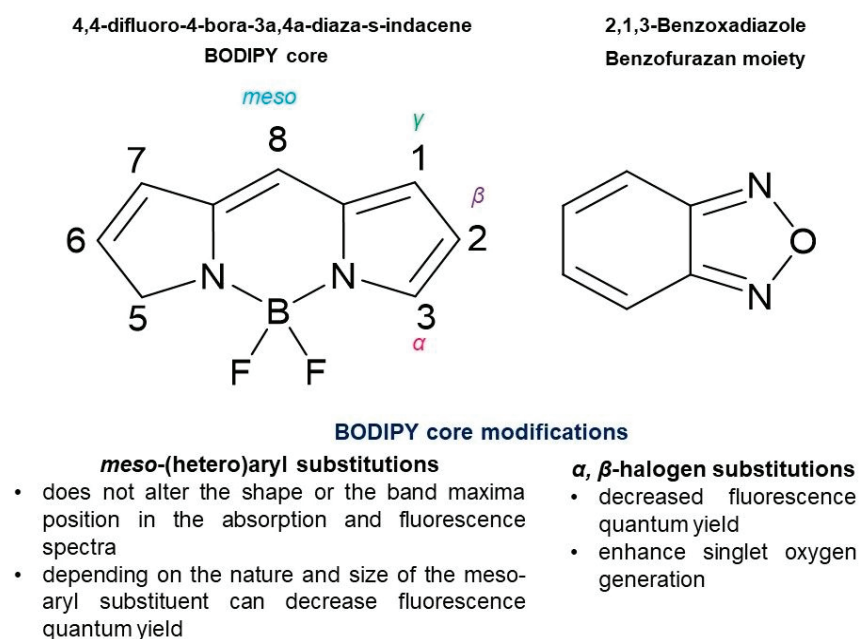 4,4-difluoro-4-bora-3a,4a-diaza-s-indacene
BODIPY core
2,1,3-Benzoxadiazole
Benzofurazan moiety
meso
8
γ
7
1
β
6
2
N
N
5
B
3
α
F
F
N
O
N
BODIPY core modifications
meso-(hetero)aryl substitutions
• does not alter the shape or the band maxima
position in the absorption and fluorescence
spectra
• depending on the nature and size of the meso-
aryl substituent can decrease fluorescence
quantum yield
α, β-halogen substitutions
• decreased fluorescence
quantum yield
• enhance singlet oxygen
generation